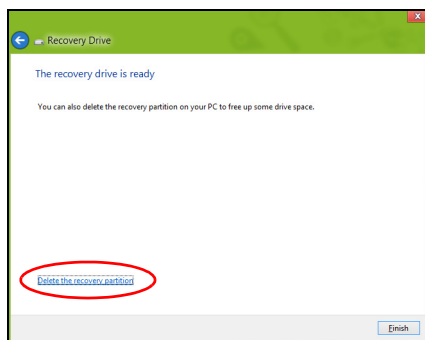 Recovery Drive
The recovery drive is ready
You can also delete the recovery partition on your PC to free up some drive space.
Delete the recovery partition
Finish